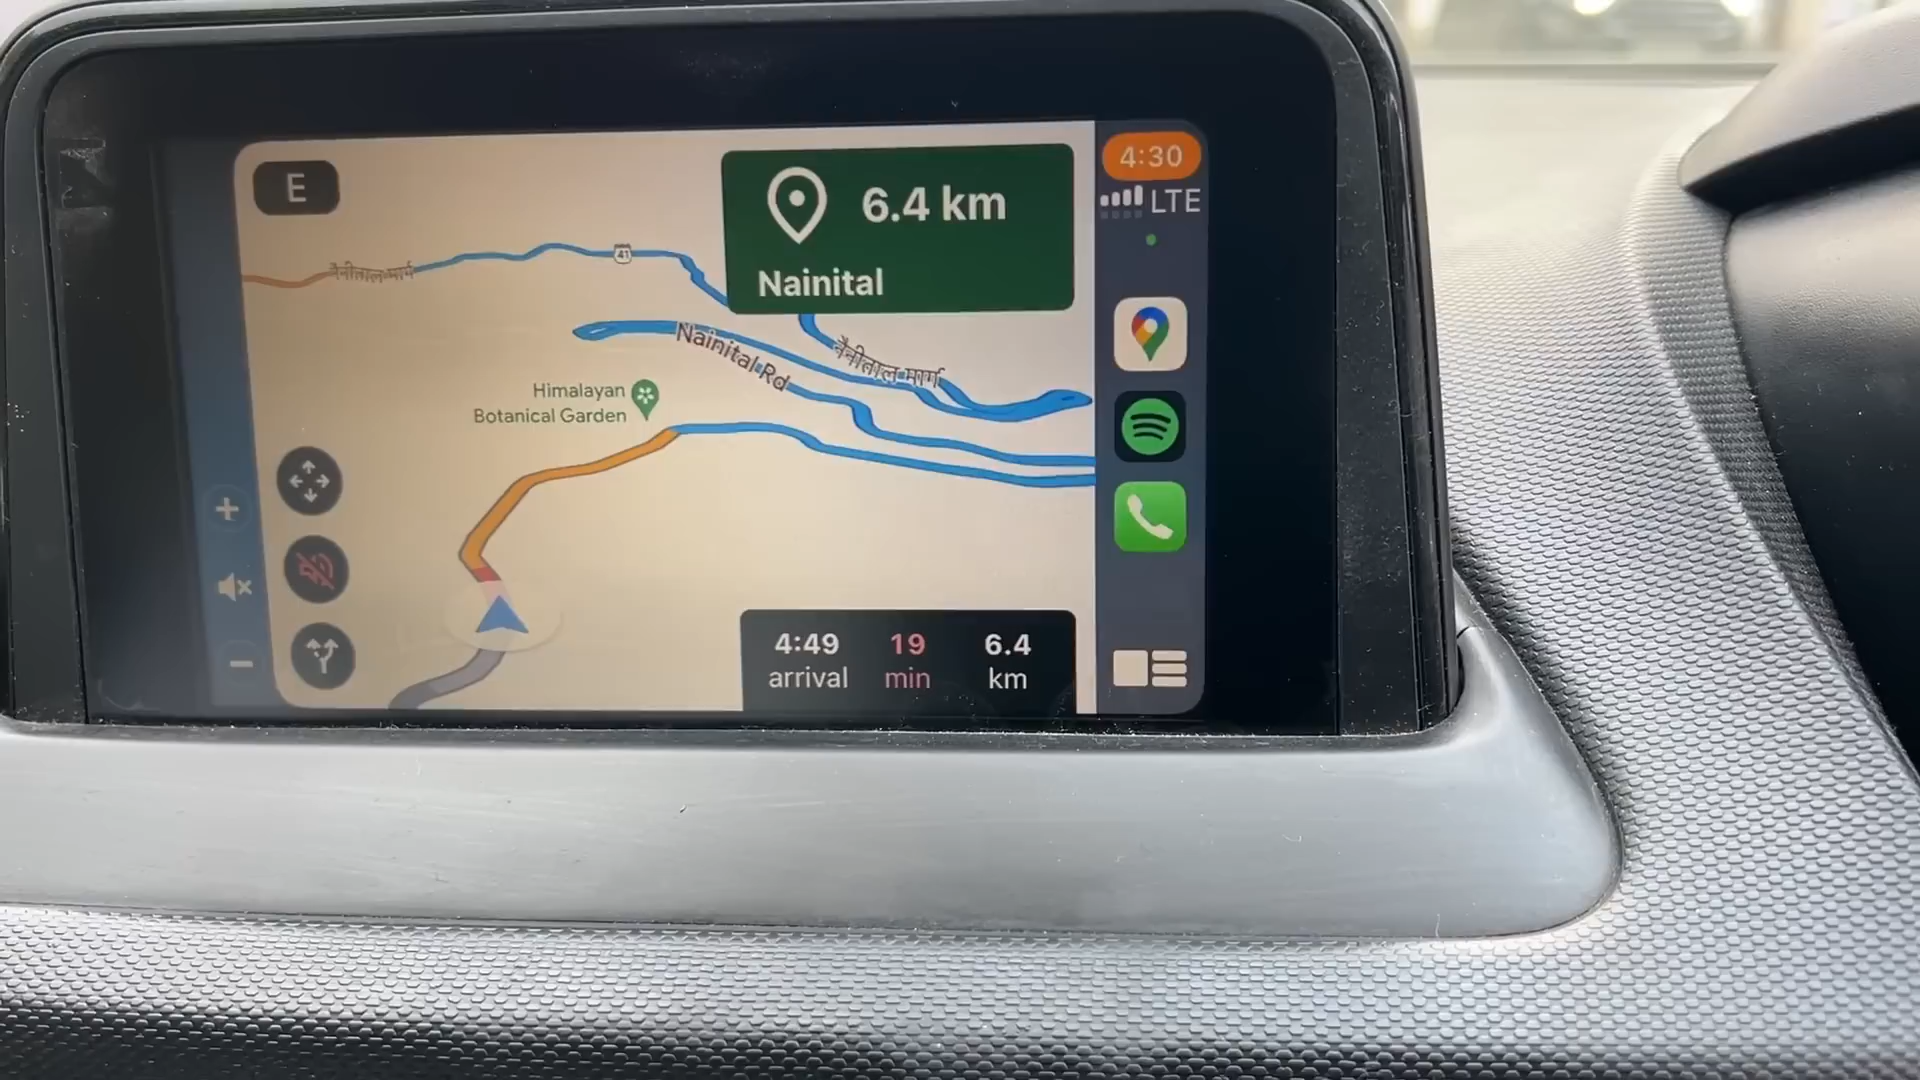 E
6.4 km
Nainital
4:30
LTE
नैनीताल मार्ग
41
Nainital Rd
नैनीताल मार्ग
Himalayan
Botanical Garden
4:49 19 6.4
arrival min km